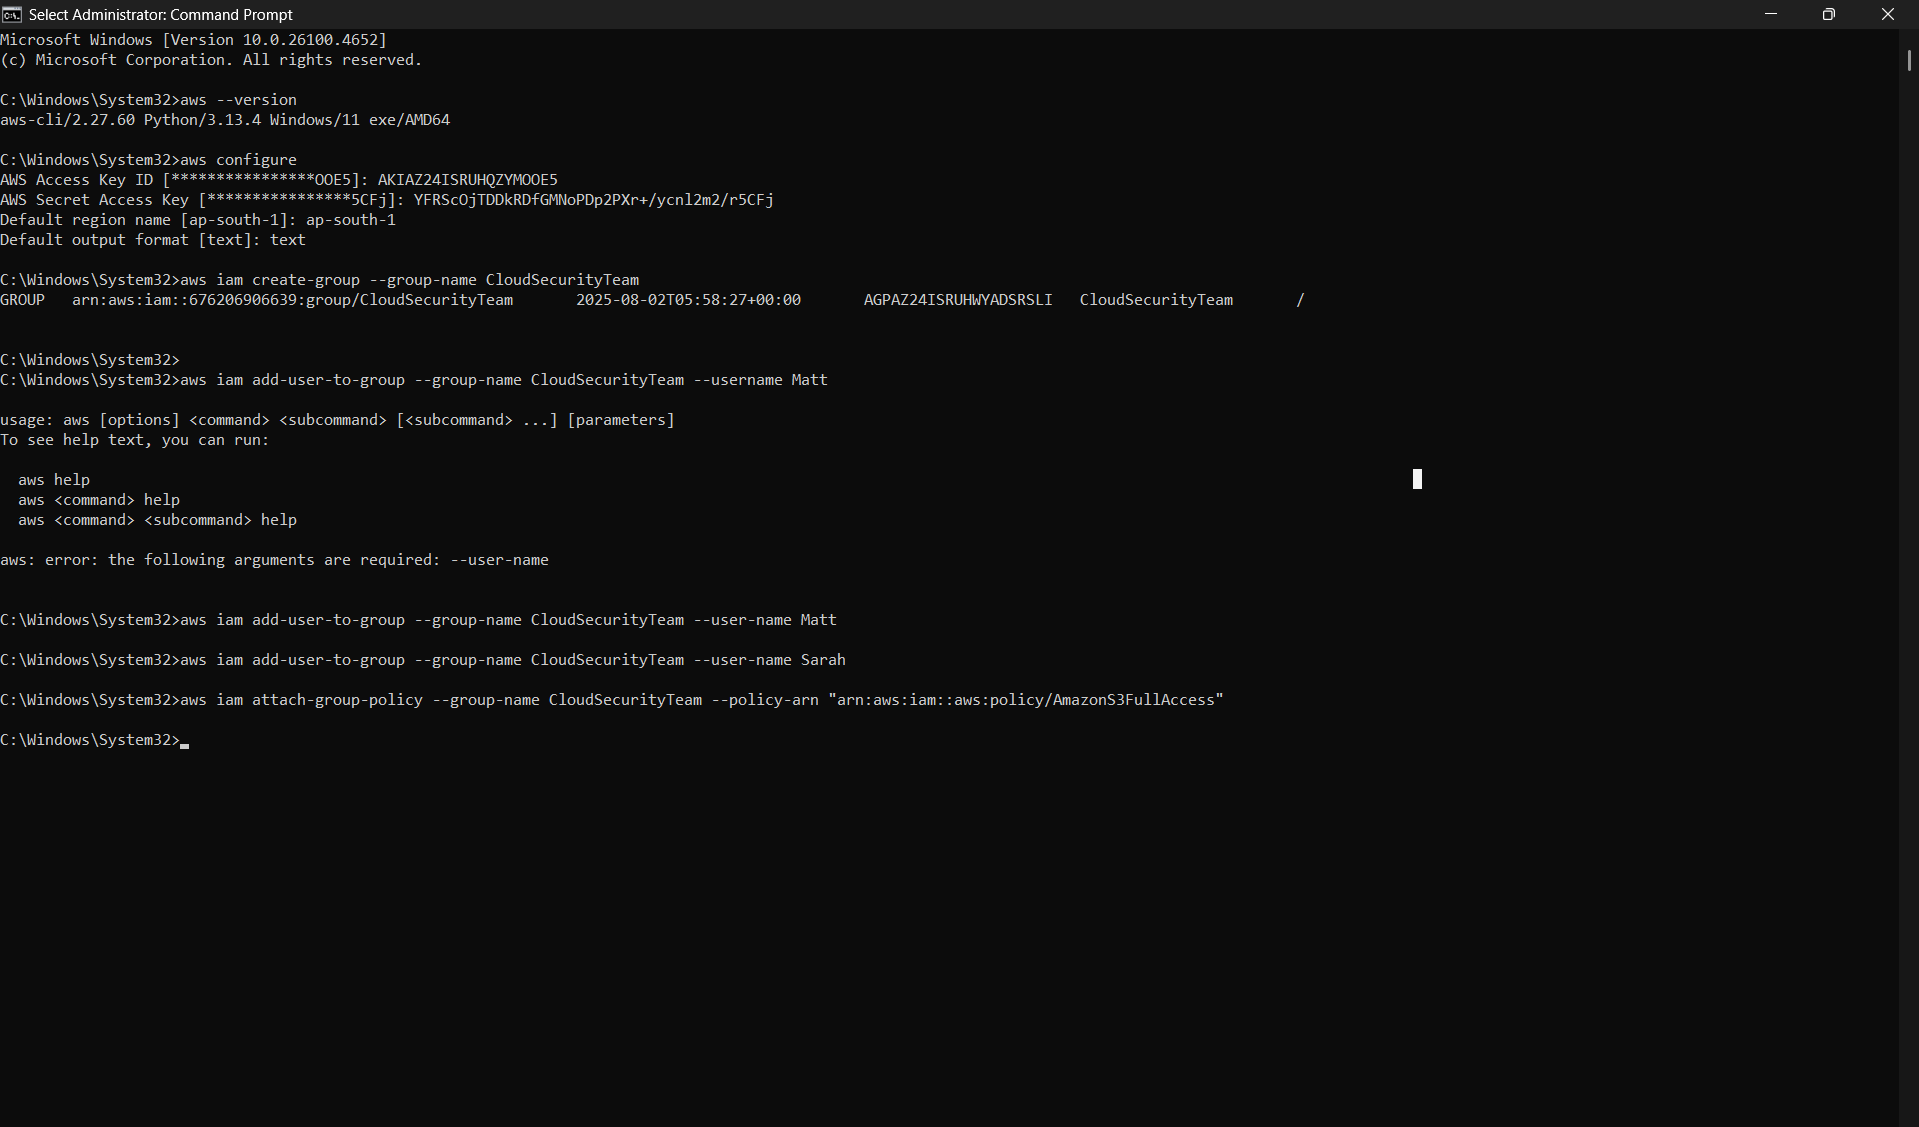 Select Administrator: Command Prompt
Microsoft Windows [Version 10.0.26100.4652]
(c) Microsoft Corporation. All rights reserved.
C:\Windows\System32>aws --version
aws-cli/2.27.60 Python/3.13.4 Windows/11 exe/AMD64
C:\Windows\System32>aws configure
AWS Access Key ID [****************OOE5]: AKIAZ24ISRUHQZYMOOE5
AWS Secret Access Key [****************5CFj]: 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
Default region name [ap-south-1]: ap-south-1
Default output format [text]: text
C:\Windows\System32>aws iam create-group --group-name CloudSecurityTeam
GROUP   arn:aws:iam::676206906639:group/CloudSecurityTeam       2025-08-02T05:58:27+00:00       AGPAZ24ISRUHWYADSRSLI   CloudSecurityTeam       /
C:\Windows\System32>
C:\Windows\System32>aws iam add-user-to-group --group-name CloudSecurityTeam --username Matt
usage: aws [options] <command> <subcommand> [<subcommand> ...] [parameters]
To see help text, you can run:
  aws help
  aws <command> help
  aws <command> <subcommand> help
aws: error: the following arguments are required: --user-name
C:\Windows\System32>aws iam add-user-to-group --group-name CloudSecurityTeam --user-name Matt
C:\Windows\System32>aws iam add-user-to-group --group-name CloudSecurityTeam --user-name Sarah
C:\Windows\System32>aws iam attach-group-policy --group-name CloudSecurityTeam --policy-arn "arn:aws:iam::aws:policy/AmazonS3FullAccess"
C:\Windows\System32>